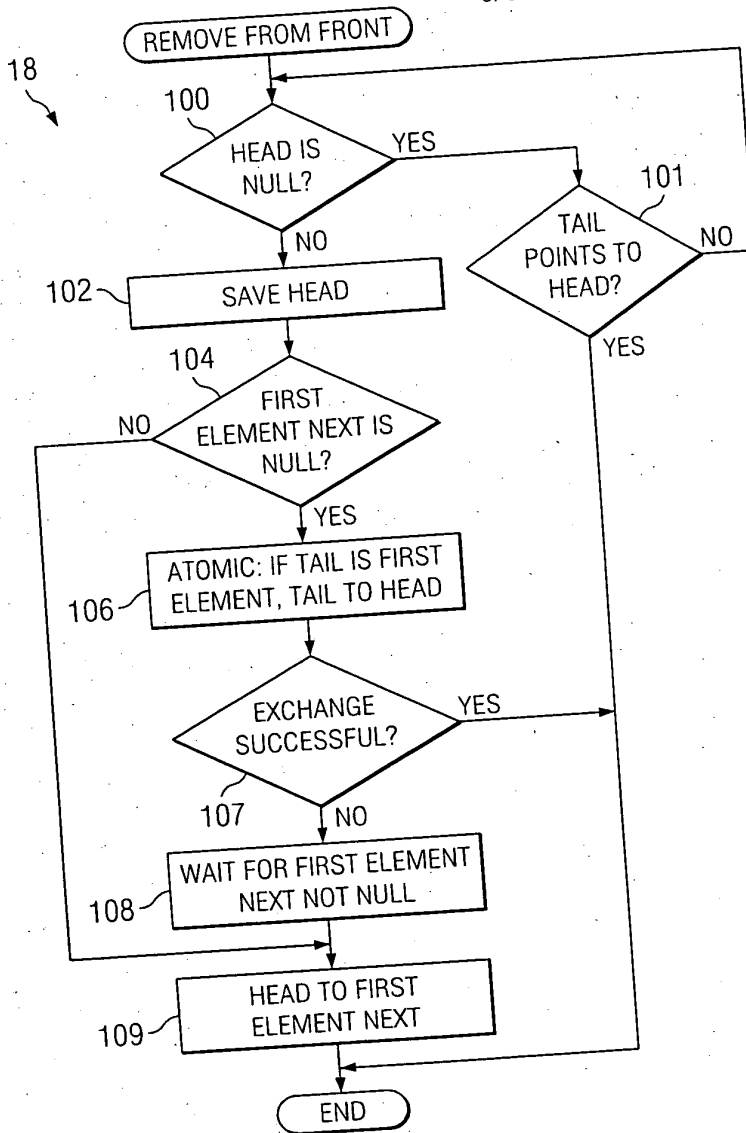 REMOVE FROM FRONT
18
100
HEAD IS
NULL?
YES
NO
101
TAIL
POINTS TO
HEAD?
NO
YES
102
SAVE HEAD
104
FIRST
ELEMENT NEXT IS
NULL?
NO
YES
106
ATOMIC: IF TAIL IS FIRST
ELEMENT, TAIL TO HEAD
EXCHANGE
SUCCESSFUL?
YES
107
NO
108
WAIT FOR FIRST ELEMENT
NEXT NOT NULL
109
HEAD TO FIRST
ELEMENT NEXT
END